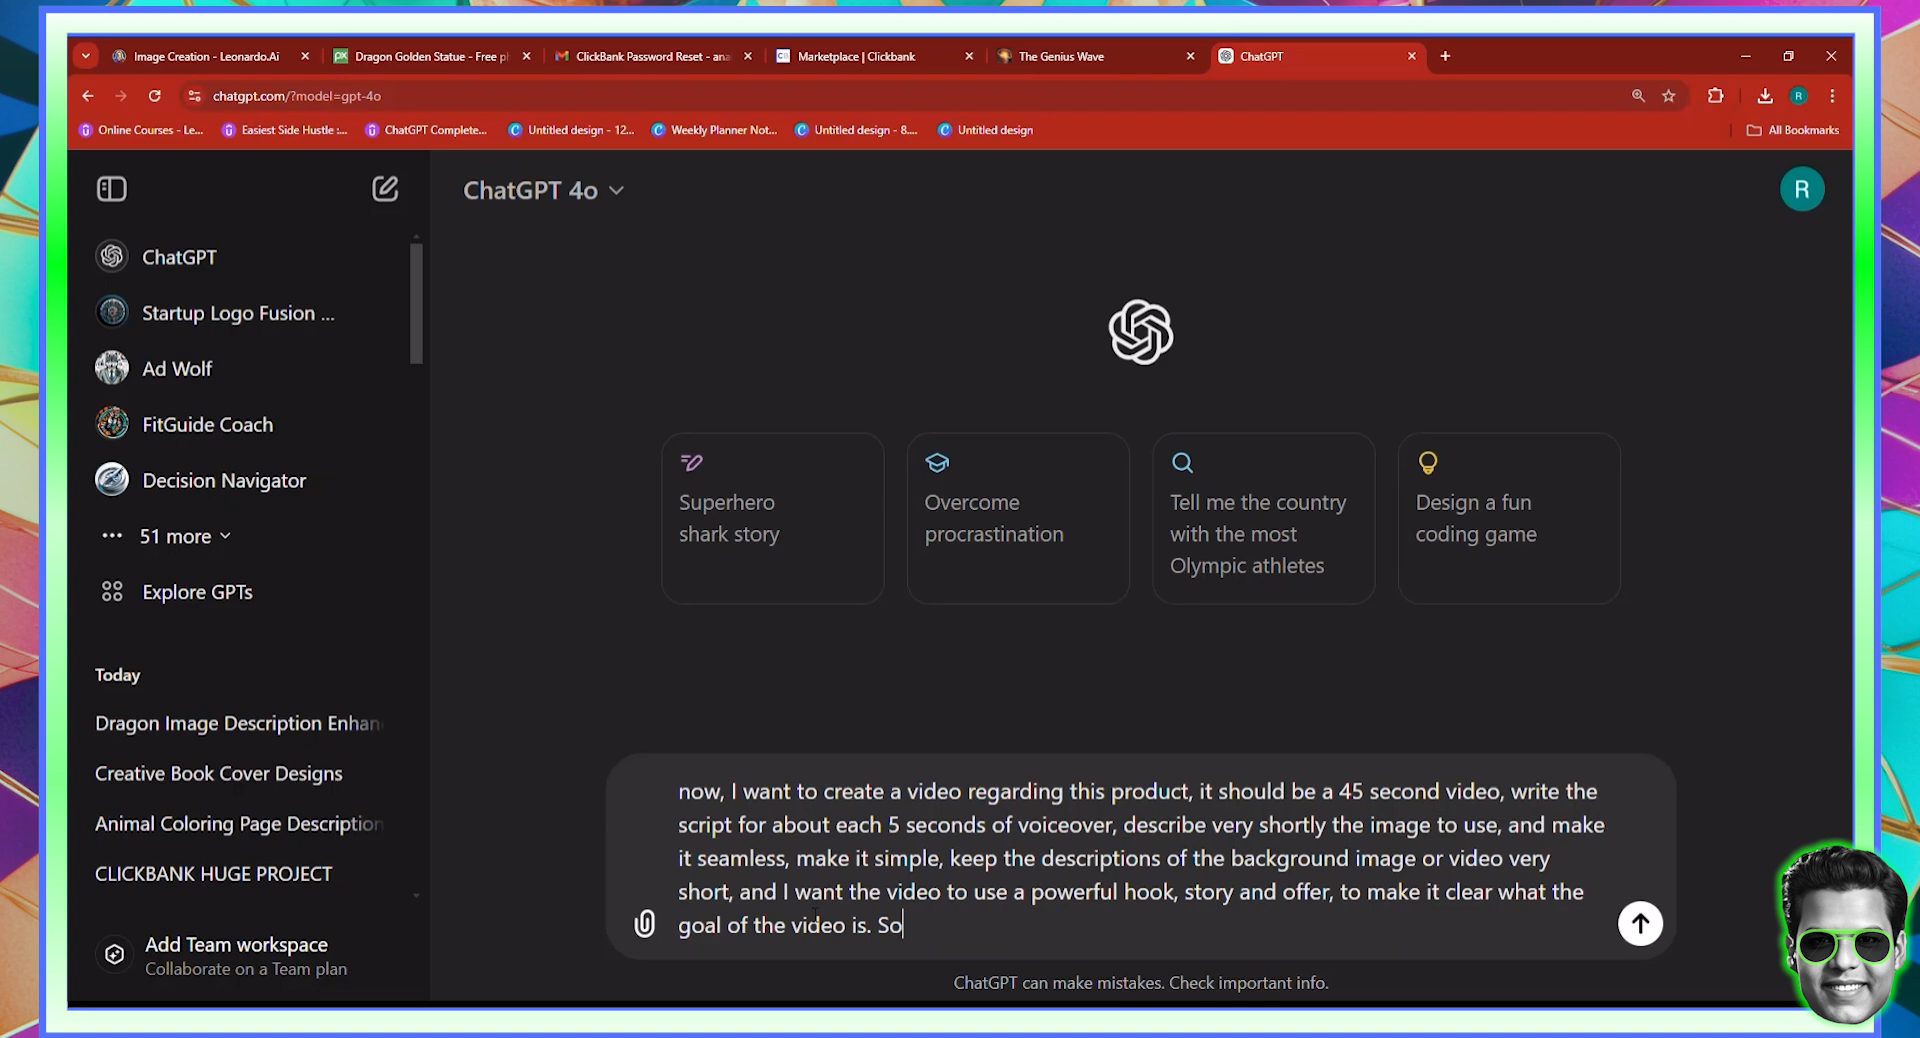 Image Creation - Leonardo.Ai
Dragon Golden Statue - Free p
ClickBank Password Reset - ana
Marketplace | Clickbank
The Genius Wave
ChatGPT
chatgpt.com/?model=gpt-4o
R
Online Courses - Le...
Easiest Side Hustle :...
ChatGPT Complete...
Untitled design - 12...
Weekly Planner Not...
Untitled design - 8....
Untitled design
All Bookmarks
ChatGPT 4o
R
ChatGPT
Startup Logo Fusion ...
Ad Wolf
FitGuide Coach
Decision Navigator
51 more
Explore GPTs
Today
Dragon Image Description Enhan
Creative Book Cover Designs
Animal Coloring Page Description
CLICKBANK HUGE PROJECT
Add Team workspace
Collaborate on a Team plan
Superhero
shark story
Overcome
procrastination
Tell me the country
with the most
Olympic athletes
Design a fun
coding game
now, I want to create a video regarding this product, it should be a 45 second video, write the
script for about each 5 seconds of voiceover, describe very shortly the image to use, and make
it seamless, make it simple, keep the descriptions of the background image or video very
short, and I want the video to use a powerful hook, story and offer, to make it clear what the
goal of the video is. So
ChatGPT can make mistakes. Check important info.